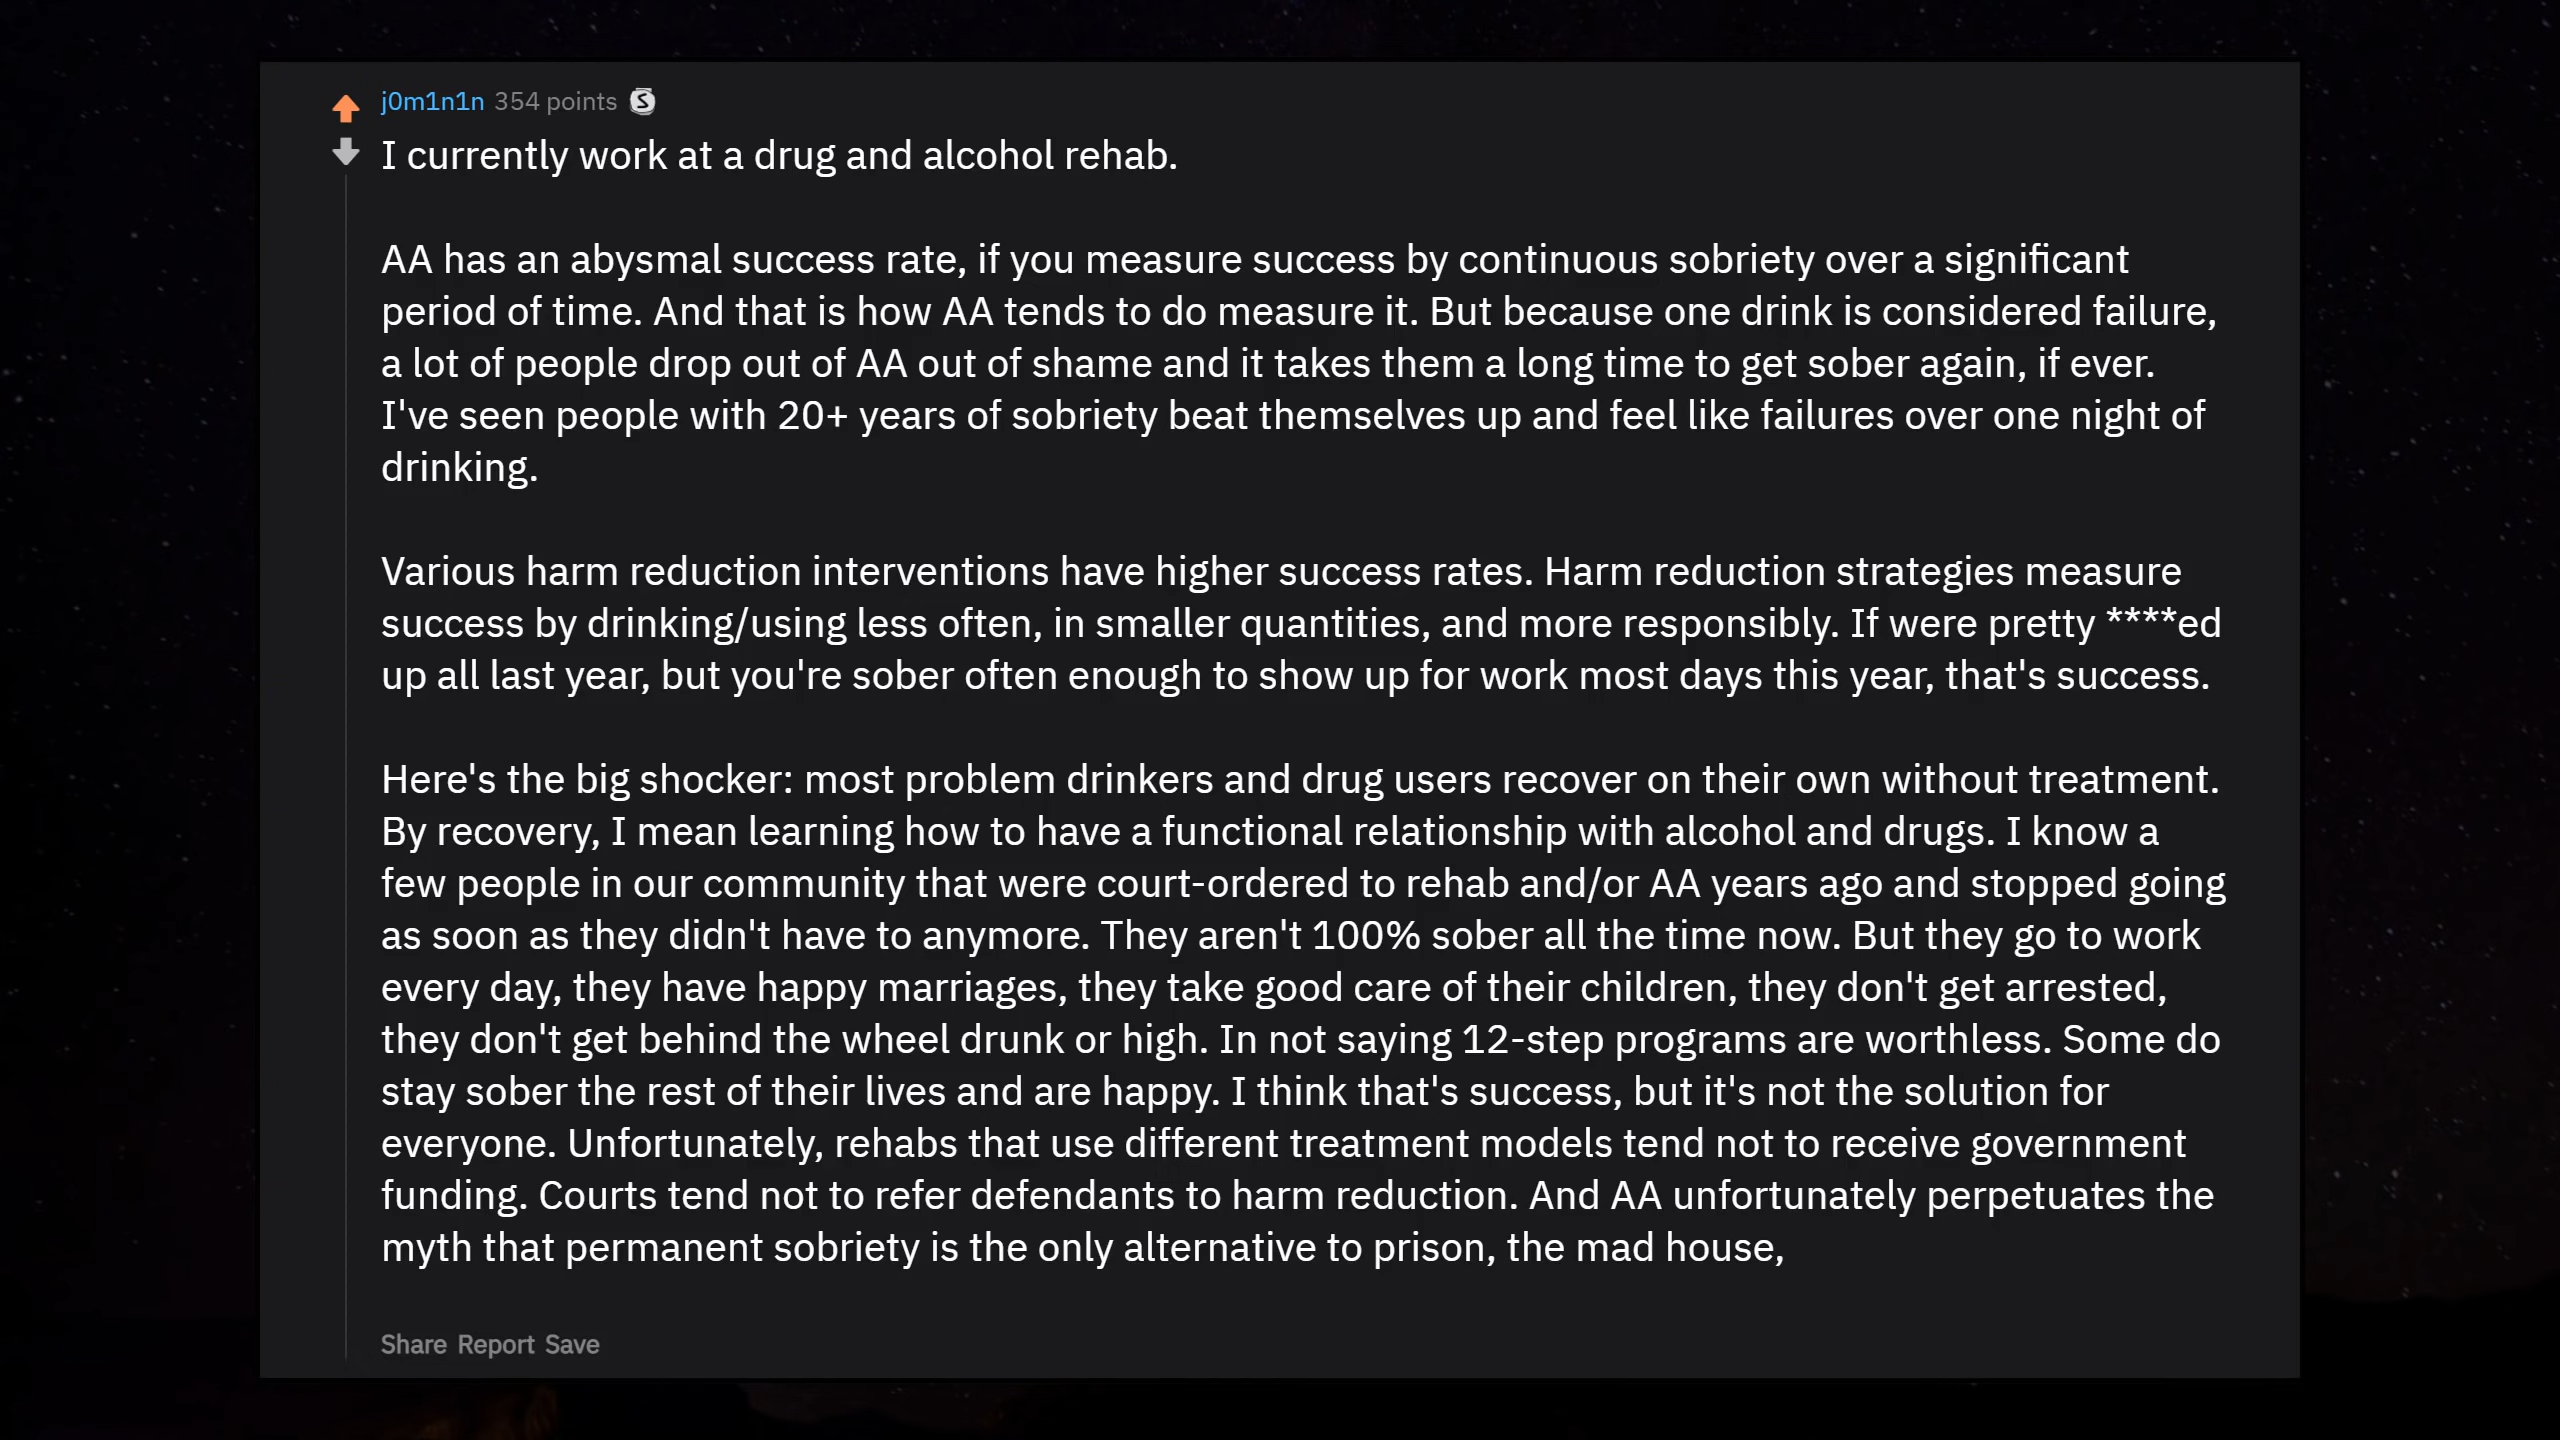 j0m1n1n 354 points S
I currently work at a drug and alcohol rehab.
AA has an abysmal success rate, if you measure success by continuous sobriety over a significant
period of time. And that is how AA tends to do measure it. But because one drink is considered failure,
a lot of people drop out of AA out of shame and it takes them a long time to get sober again, if ever.
I've seen people with 20+ years of sobriety beat themselves up and feel like failures over one night of
drinking.
Various harm reduction interventions have higher success rates. Harm reduction strategies measure
success by drinking/using less often, in smaller quantities, and more responsibly. If were pretty ****ed
up all last year, but you're sober often enough to show up for work most days this year, that's success.
Here's the big shocker: most problem drinkers and drug users recover on their own without treatment.
By recovery, I mean learning how to have a functional relationship with alcohol and drugs. I know a
few people in our community that were court-ordered to rehab and/or AA years ago and stopped going
as soon as they didn't have to anymore. They aren't 100% sober all the time now. But they go to work
every day, they have happy marriages, they take good care of their children, they don't get arrested,
they don't get behind the wheel drunk or high. In not saying 12-step programs are worthless. Some do
stay sober the rest of their lives and are happy. I think that's success, but it's not the solution for
everyone. Unfortunately, rehabs that use different treatment models tend not to receive government
funding. Courts tend not to refer defendants to harm reduction. And AA unfortunately perpetuates the
myth that permanent sobriety is the only alternative to prison, the mad house,
Share Report Save